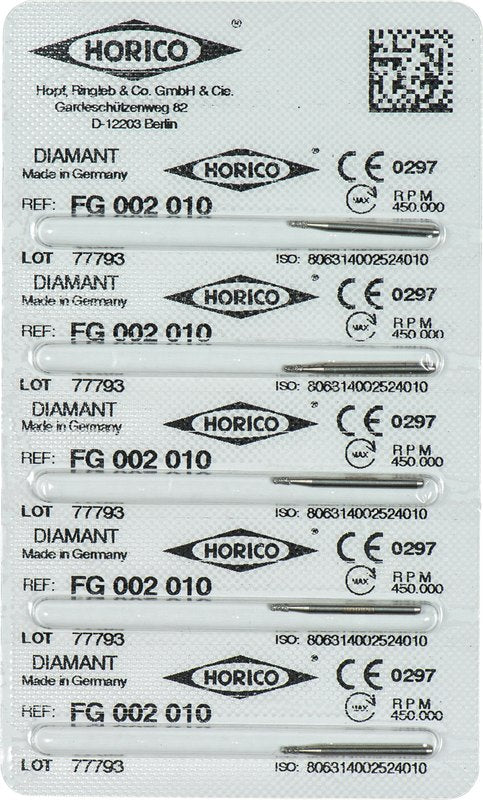 HORICO ®
Hopf, Ringleb & Co. GmbH & Cie.
Gardeschützenweg 82
D-12203 Berlin
DIAMANT HORICO ® CE 0297
Made in Germany
REF: FG 002 010 MAX RPM 450.000
LOT 77793 ISO: 806314002524010
DIAMANT HORICO ® CE 0297
Made in Germany
REF: FG 002 010 MAX RPM 450.000
LOT 77793 ISO: 806314002524010
DIAMANT HORICO ® CE 0297
Made in Germany
REF: FG 002 010 MAX RPM 450.000
LOT 77793 ISO: 806314002524010
DIAMANT HORICO ® CE 0297
Made in Germany
REF: FG 002 010 MAX RPM 450.000
LOT 77793 ISO: 806314002524010
DIAMANT HORICO ® CE 0297
Made in Germany
REF: FG 002 010 MAX RPM 450.000
LOT 77793 ISO: 806314002524010